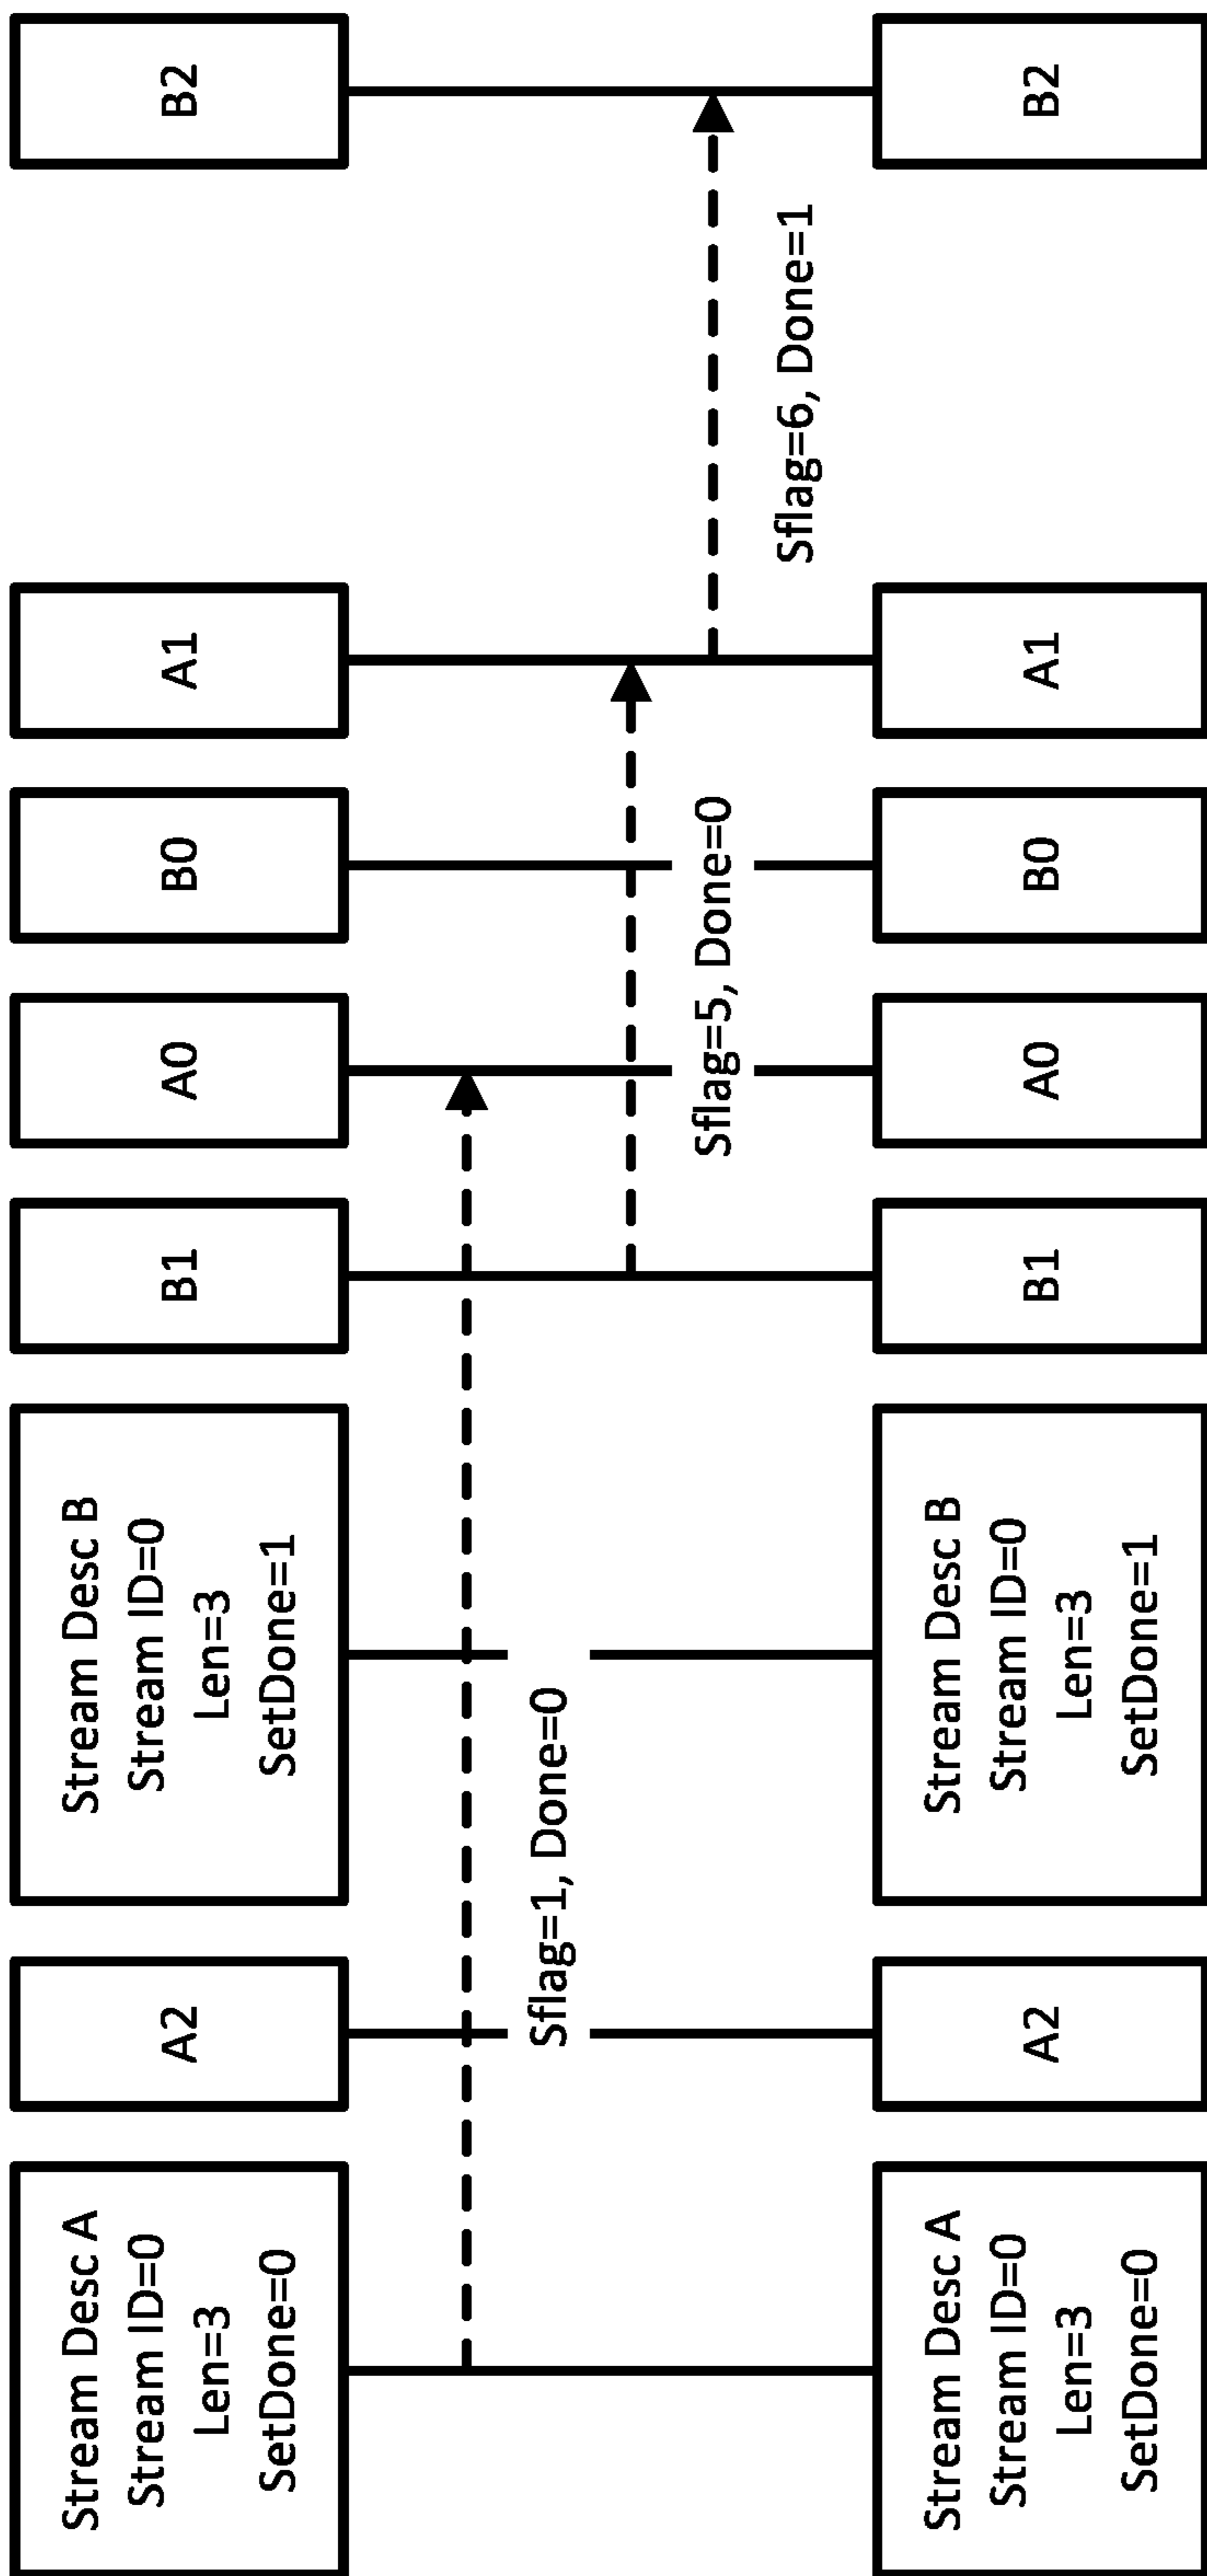 Stream Desc A
Stream ID=0
Len=3
SetDone=0
A2
Stream Desc B
Stream ID=0
Len=3
SetDone=1
B1
A0
B0
A1
B2
Sflag=1, Done=0
Sflag=5, Done=0
Sflag=6, Done=1
Stream Desc A
Stream ID=0
Len=3
SetDone=0
A2
Stream Desc B
Stream ID=0
Len=3
SetDone=1
B1
A0
B0
A1
B2